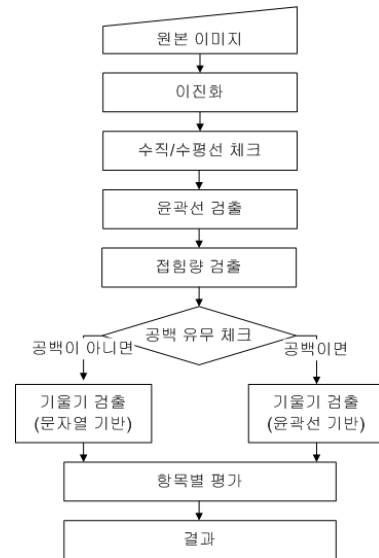 원본 이미지
이진화
수직/수평선 체크
윤곽선 검출
접힘량 검출
공백 유무 체크
공백이 아니면
공백이면
기울기 검출
(문자열 기반)
기울기 검출
(윤곽선 기반)
항목별 평가
결과